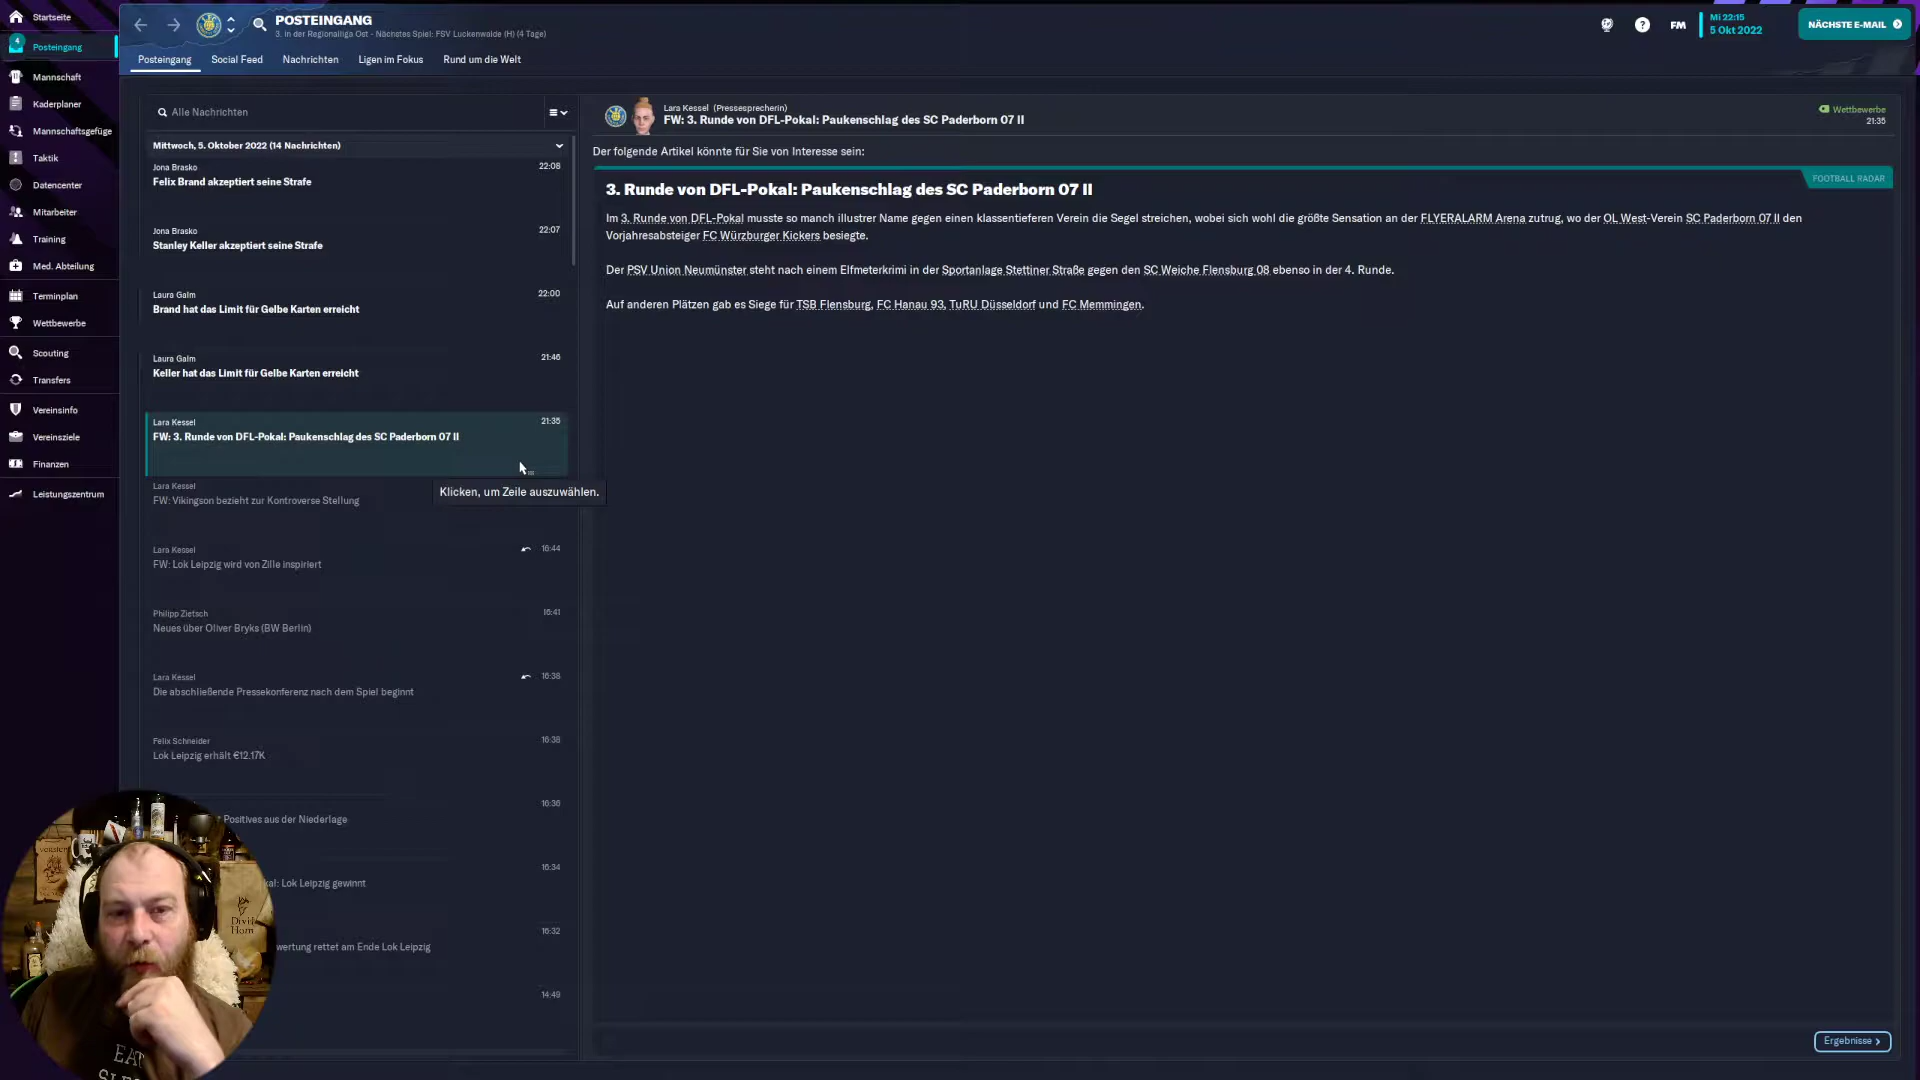 Startseite
4
Posteingang
Mannschaft
Kaderplaner
Mannschaftsgefüge
Taktik
Datencenter
Mitarbeiter
Training
Med. Abteilung
Terminplan
Wettbewerbe
Scouting
Transfers
Vereinsinfo
Vereinsziele
Finanzen
Leistungszentrum
POSTEINGANG
3. in der Regionalliga Ost - Nächstes Spiel: FSV Luckenwalde (H) (4 Tage)
FM
Mi 22:15
5 Okt 2022
NÄCHSTE E-MAIL
Posteingang
Social Feed
Nachrichten
Ligen im Fokus
Rund um die Welt
Alle Nachrichten
Mittwoch, 5. Oktober 2022 (14 Nachrichten)
Jona Brasko 22:08
Felix Brand akzeptiert seine Strafe
Jona Brasko 22:07
Stanley Keller akzeptiert seine Strafe
Laura Galm 22:00
Brand hat das Limit für Gelbe Karten erreicht
Laura Galm 21:46
Keller hat das Limit für Gelbe Karten erreicht
Lara Kessel 21:35
FW: 3. Runde von DFL-Pokal: Paukenschlag des SC Paderborn 07 II
Lara Kessel
FW: Vikingson bezieht zur Kontroverse Stellung
Klicken, um Zeile auszuwählen.
Lara Kessel 16:44
FW: Lok Leipzig wird von Zille inspiriert
Philipp Zietsch 16:41
Neues über Oliver Bryks (BW Berlin)
Lara Kessel 16:38
Die abschließende Pressekonferenz nach dem Spiel beginnt
Felix Schneider 16:38
Lok Leipzig erhält €12.17K
16:36
Positives aus der Niederlage
16:34
kal: Lok Leipzig gewinnt
16:32
wertung rettet am Ende Lok Leipzig
14:49
Lara Kessel (Pressesprecherin)
FW: 3. Runde von DFL-Pokal: Paukenschlag des SC Paderborn 07 II
Wettbewerbe
21:35
Der folgende Artikel könnte für Sie von Interesse sein:
FOOTBALL RADAR
3. Runde von DFL-Pokal: Paukenschlag des SC Paderborn 07 II
Im 3. Runde von DFL-Pokal musste so manch illustrer Name gegen einen klassentieferen Verein die Segel streichen, wobei sich wohl die größte Sensation an der FLYERALARM Arena zutrug, wo der OL West-Verein SC Paderborn 07 II den
Vorjahresabsteiger FC Würzburger Kickers besiegte.
Der PSV Union Neumünster steht nach einem Elfmeterkrimi in der Sportanlage Stettiner Straße gegen den SC Weiche Flensburg 08 ebenso in der 4. Runde.
Auf anderen Plätzen gab es Siege für TSB Flensburg, FC Hanau 93, TuRU Düsseldorf und FC Memmingen.
Ergebnisse